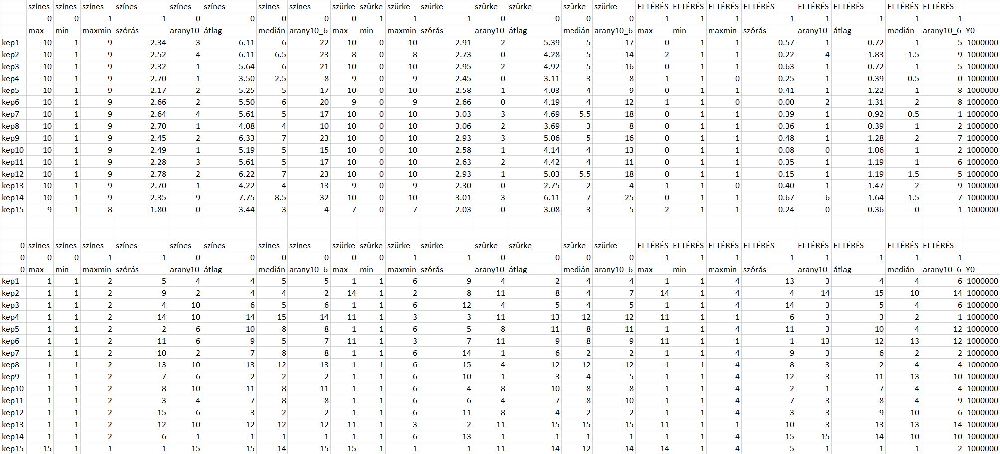 színes színes színes színes színes színes színes színes szürke szürke szürke szürke szürke szürke szürke szürke ELTÉRÉS ELTÉRÉS ELTÉRÉS ELTÉRÉS ELTÉRÉS ELTÉRÉS ELTÉRÉS ELTÉRÉS
0 0 1 1 0 0 0 0 0 1 1 1 0 0 0 0 1 1 1 1 1 1 1 1
max min maxmin szórás arany10 átlag medián arany10_6 max min maxmin szórás arany10 átlag medián arany10_6 max min maxmin szórás arany10 átlag medián arany10_6 Y0
kep1 10 1 9 2.34 3 6.11 6 22 10 0 10 2.91 2 5.39 5 17 0 1 1 0.57 1 0.72 1 5 1000000
kep2 10 1 9 2.52 4 6.11 6.5 23 8 0 8 2.73 0 4.28 5 14 2 1 1 0.22 4 1.83 1.5 9 1000000
kep3 10 1 9 2.32 1 5.64 6 21 10 0 10 2.95 2 4.92 5 16 0 1 1 0.63 1 0.72 1 5 1000000
kep4 10 1 9 2.70 1 3.50 2.5 8 9 0 9 2.45 0 3.11 3 8 1 1 0 0.25 1 0.39 0.5 0 1000000
kep5 10 1 9 2.17 2 5.25 5 17 10 0 10 2.58 1 4.03 4 9 0 1 1 0.41 1 1.22 1 8 1000000
kep6 10 1 9 2.66 2 5.50 6 20 9 0 9 2.66 0 4.19 4 12 1 1 0 0.00 2 1.31 2 8 1000000
kep7 10 1 9 2.64 4 5.61 5 17 10 0 10 3.03 3 4.69 5.5 18 0 1 1 0.39 1 0.92 0.5 1 1000000
kep8 10 1 9 2.70 1 4.08 4 10 10 0 10 3.06 2 3.69 3 8 0 1 1 0.36 1 0.39 1 2 1000000
kep9 10 1 9 2.45 2 6.33 7 23 10 0 10 2.93 3 5.06 5 16 0 1 1 0.48 1 1.28 2 7 1000000
kep10 10 1 9 2.49 1 5.19 5 15 10 0 10 2.58 1 4.14 4 13 0 1 1 0.08 0 1.06 1 2 1000000
kep11 10 1 9 2.28 3 5.61 5 17 10 0 10 2.63 2 4.42 4 11 0 1 1 0.35 1 1.19 1 6 1000000
kep12 10 1 9 2.78 2 6.22 7 23 10 0 10 2.93 1 5.03 5.5 18 0 1 1 0.15 1 1.19 1.5 5 1000000
kep13 10 1 9 2.70 1 4.22 4 13 9 0 9 2.30 0 2.75 2 4 1 1 0 0.40 1 1.47 2 9 1000000
kep14 10 1 9 2.35 9 7.75 8.5 32 10 0 10 3.01 3 6.11 7 25 0 1 1 0.67 6 1.64 1.5 7 1000000
kep15 9 1 8 1.80 0 3.44 3 4 7 0 7 2.03 0 3.08 3 5 2 1 1 0.24 0 0.36 0 1 1000000
0 színes színes színes színes színes színes színes színes szürke szürke szürke szürke szürke szürke szürke szürke ELTÉRÉS ELTÉRÉS ELTÉRÉS ELTÉRÉS ELTÉRÉS ELTÉRÉS ELTÉRÉS ELTÉRÉS
0 0 0 1 1 0 0 0 0 0 0 1 1 0 0 0 0 1 1 1 1 1 1 1 1
0 max min maxmin szórás arany10 átlag medián arany10_6 max min maxmin szórás arany10 átlag medián arany10_6 max min maxmin szórás arany10 átlag medián arany10_6 Y0
kep1 1 1 2 5 4 4 5 5 1 1 6 9 4 2 4 4 1 1 4 13 3 4 4 6 1000000
kep2 1 1 2 9 2 4 4 2 14 1 2 8 11 8 4 7 14 1 4 4 14 15 10 14 1000000
kep3 1 1 2 4 10 6 5 6 1 1 6 12 4 5 4 5 1 1 4 14 3 5 4 6 1000000
kep4 1 1 2 14 10 14 15 14 11 1 3 3 11 13 12 12 11 1 1 6 3 3 2 1 1000000
kep5 1 1 2 2 6 10 8 8 1 1 6 5 8 11 8 11 1 1 4 11 3 10 4 12 1000000
kep6 1 1 2 11 6 9 5 7 11 1 3 7 11 9 8 9 11 1 1 1 13 12 13 12 1000000
kep7 1 1 2 10 2 7 8 8 1 1 6 14 1 6 2 2 1 1 4 9 3 6 2 2 1000000
kep8 1 1 2 13 10 13 12 13 1 1 6 15 4 12 12 12 1 1 4 8 3 2 4 4 1000000
kep9 1 1 2 7 6 2 2 2 1 1 6 10 1 3 4 5 1 1 4 12 3 11 13 10 1000000
kep10 1 1 2 8 10 11 8 11 1 1 6 4 8 10 8 8 1 1 4 2 1 7 4 4 1000000
kep11 1 1 2 3 4 7 8 8 1 1 6 6 4 7 8 10 1 1 4 7 3 8 4 9 1000000
kep12 1 1 2 15 6 3 2 2 1 1 6 11 8 4 2 2 1 1 4 3 3 9 10 6 1000000
kep13 1 1 2 12 10 12 12 12 11 1 3 2 11 15 15 15 11 1 1 10 3 13 13 14 1000000
kep14 1 1 2 6 1 1 1 1 1 1 6 13 1 1 1 1 1 1 4 15 15 14 10 10 1000000
kep15 15 1 1 1 15 15 14 15 15 1 1 1 11 14 12 14 14 1 4 5 1 1 1 2 1000000